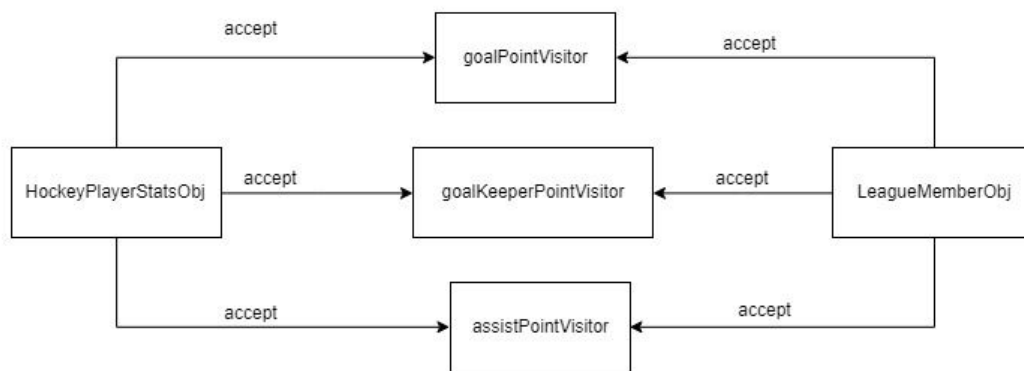 accept
accept
goalPointVisitor
HockeyPlayerStatsObj
accept
goalKeeperPointVisitor
accept
LeagueMemberObj
accept
assistPointVisitor
accept